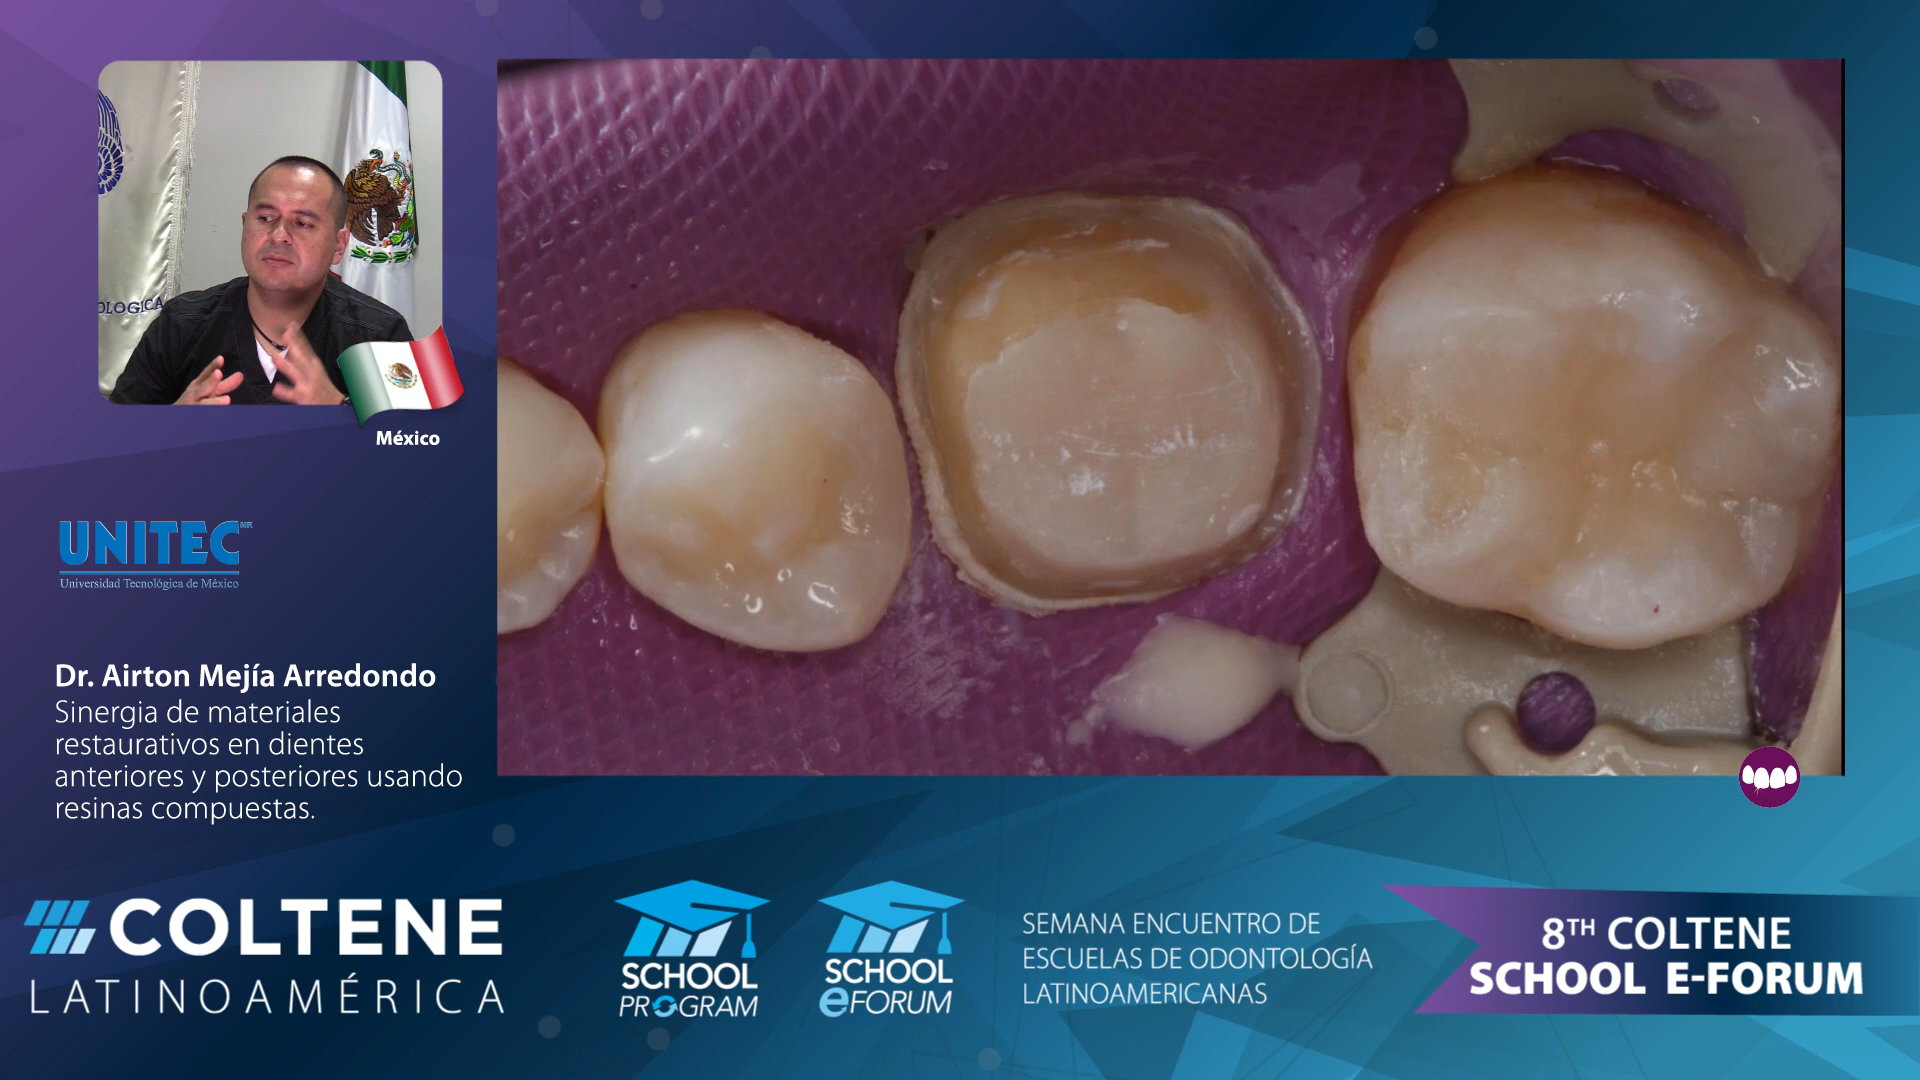 OLOGICA
México
UNITEC MR
Universidad Tecnológica de México
Dr. Airton Mejía Arredondo
Sinergia de materiales
restaurativos en dientes
anteriores y posteriores usando
resinas compuestas.
COLTENE
LATINOAMÉRICA
SCHOOL
PROGRAM
SCHOOL
eFORUM
SEMANA ENCUENTRO DE
ESCUELAS DE ODONTOLOGÍA
LATINOAMERICANAS
8TH COLTENE
SCHOOL E-FORUM